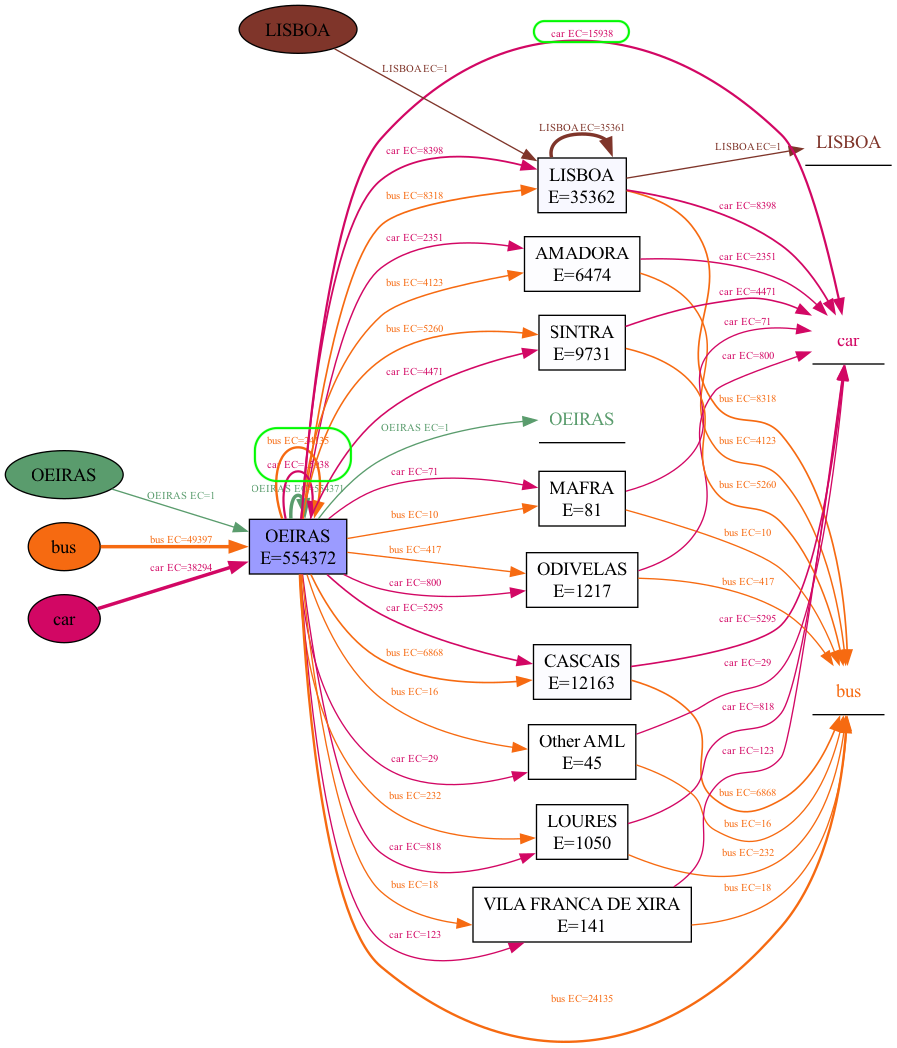 LISBOA
car EC=15938
LISBOA EC=1
LISBOA EC=35361
LISBOA EC=1
LISBOA
car EC=8398
LISBOA
E=35362
bus EC=8318
car EC=8398
car EC=2351
AMADORA
E=6474
car EC=2351
bus EC=4123
car EC=4471
bus EC=5260
SINTRA
E=9731
car EC=71
car
car EC=4471
car EC=800
bus EC=8318
OEIRAS EC=1
OEIRAS
bus EC=24135
bus EC=4123
car EC=15938
car EC=71
MAFRA
E=81
bus EC=5260
OEIRAS
OEIRAS EC=1
OEIRAS EC=554371
bus EC=10
bus EC=10
bus
bus EC=49397
OEIRAS
E=554372
bus EC=417
ODIVELAS
E=1217
bus EC=417
car EC=38294
car EC=800
car
car EC=5295
car EC=5295
bus EC=6868
CASCAIS
E=12163
car EC=29
bus EC=16
bus
car EC=818
Other AML
E=45
car EC=29
car EC=123
bus EC=232
bus EC=6868
LOURES
E=1050
bus EC=16
car EC=818
bus EC=232
bus EC=18
VILA FRANCA DE XIRA
E=141
bus EC=18
car EC=123
bus EC=24135